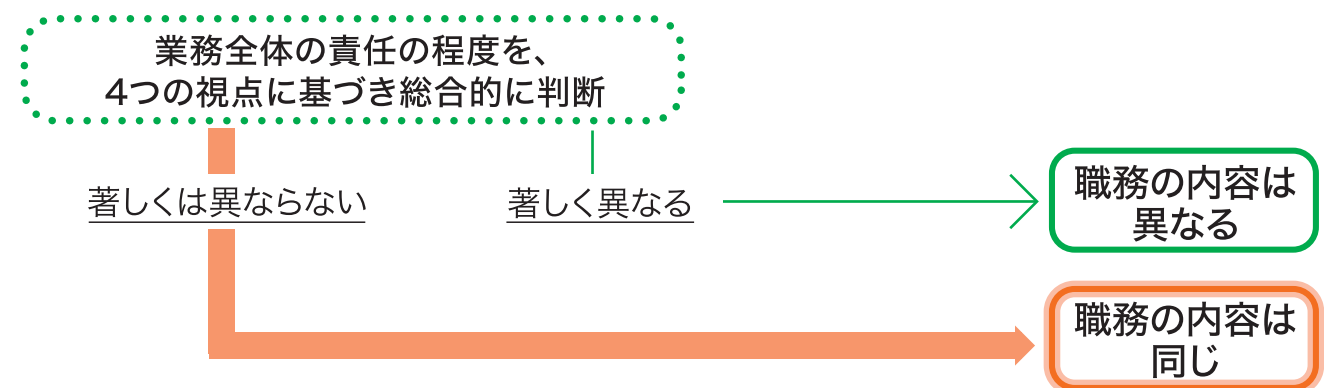 業務全体の責任の程度を、
4つの視点に基づき総合的に判断
著しくは異ならない
著しく異なる
職務の内容は
異なる
職務の内容は
同じ